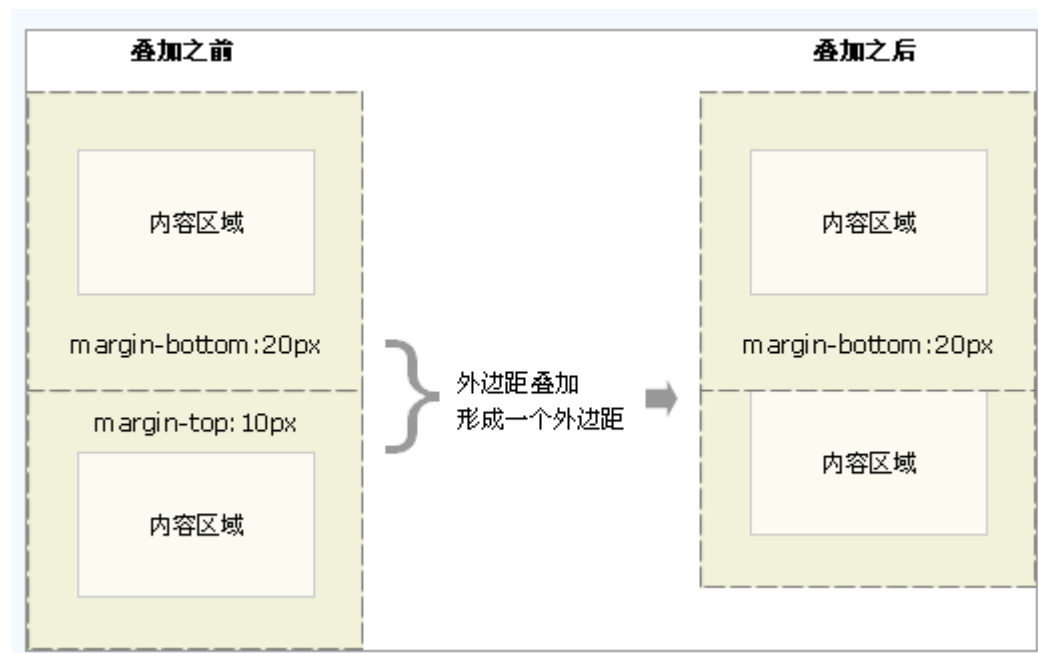 叠加之前
叠加之后
内容区域
内容区域
margin-bottom:20px
margin-bottom:20px
外边距叠加
形成一个外边距
margin-top:10px
内容区域
内容区域